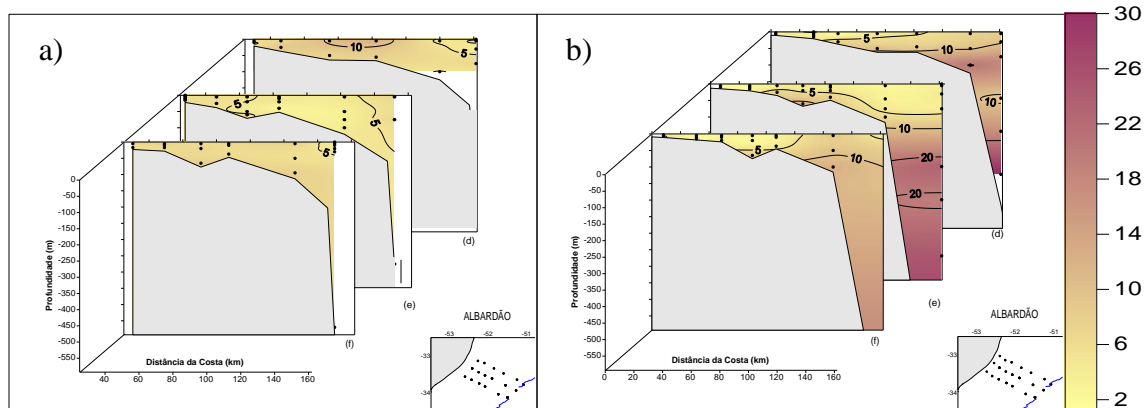 a)
10
5
5
5
5
5
(d)
(e)
(f)
0
-50
-100
-150
-200
-250
-300
-350
-400
-450
-500
-550
Profundidade (m)
Distância da Costa (km)
40 60 80 100 120 140 160
ALBARDÃO
-53 -52 -51
-33
-34
b)
5
10
10
5
10
20
20
5
10
(d)
(e)
(f)
0
-50
-100
-150
-200
-250
-300
-350
-400
-450
-500
-550
Profundidade (m)
Distância da Costa (km)
0 20 40 60 80 100 120 140 160
ALBARDÃO
-53 -52 -51
-33
-34
30
26
22
18
14
10
6
2